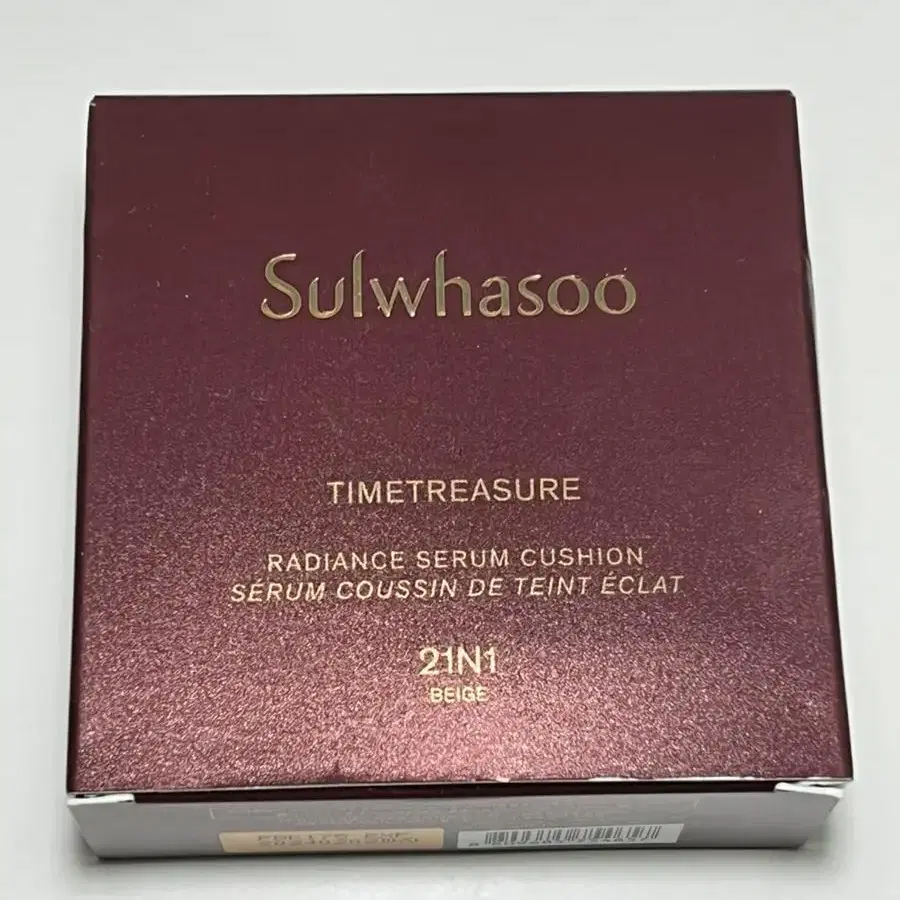 Sulwhasoo
TIMETREASURE
RADIANCE SERUM CUSHION
SÉRUM COUSSIN DE TEINT ÉCLAT
21N1
BEIGE